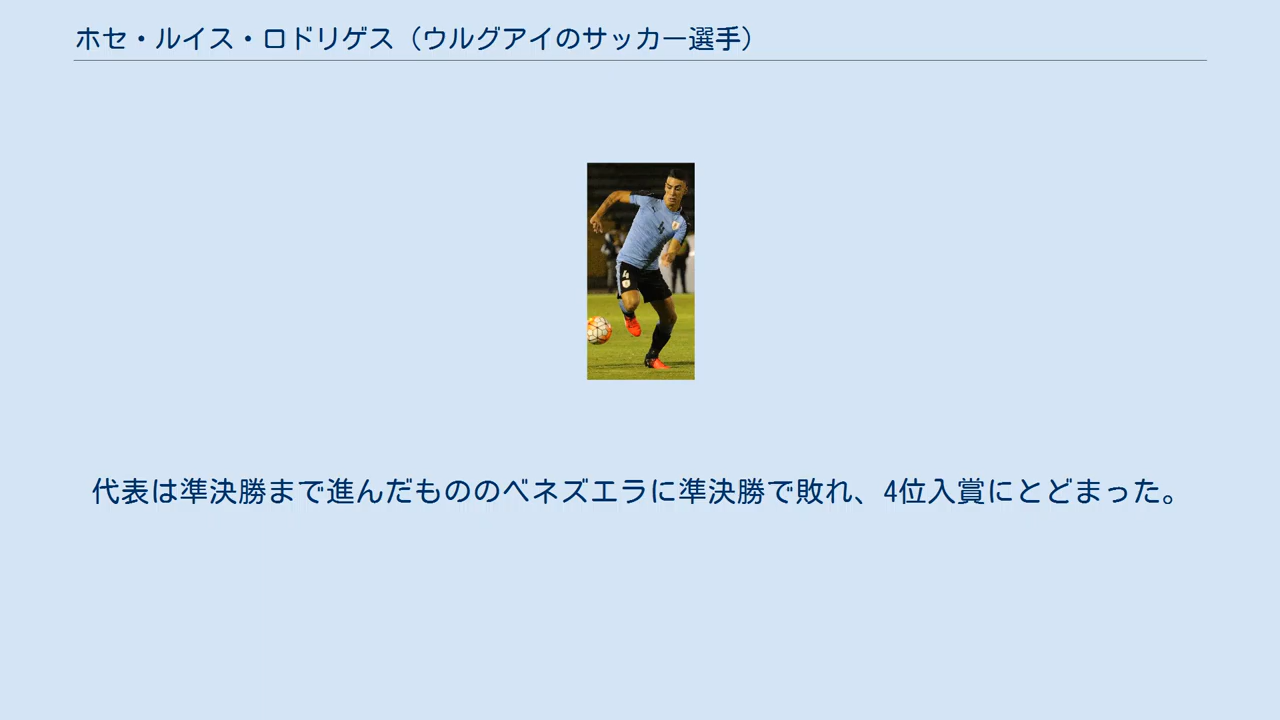 ホセ・ルイス・ロドリゲス（ウルグアイのサッカー選手）
4
4
代表は準決勝まで進んだもののベネズエラに準決勝で敗れ、4位入賞にとどまった。